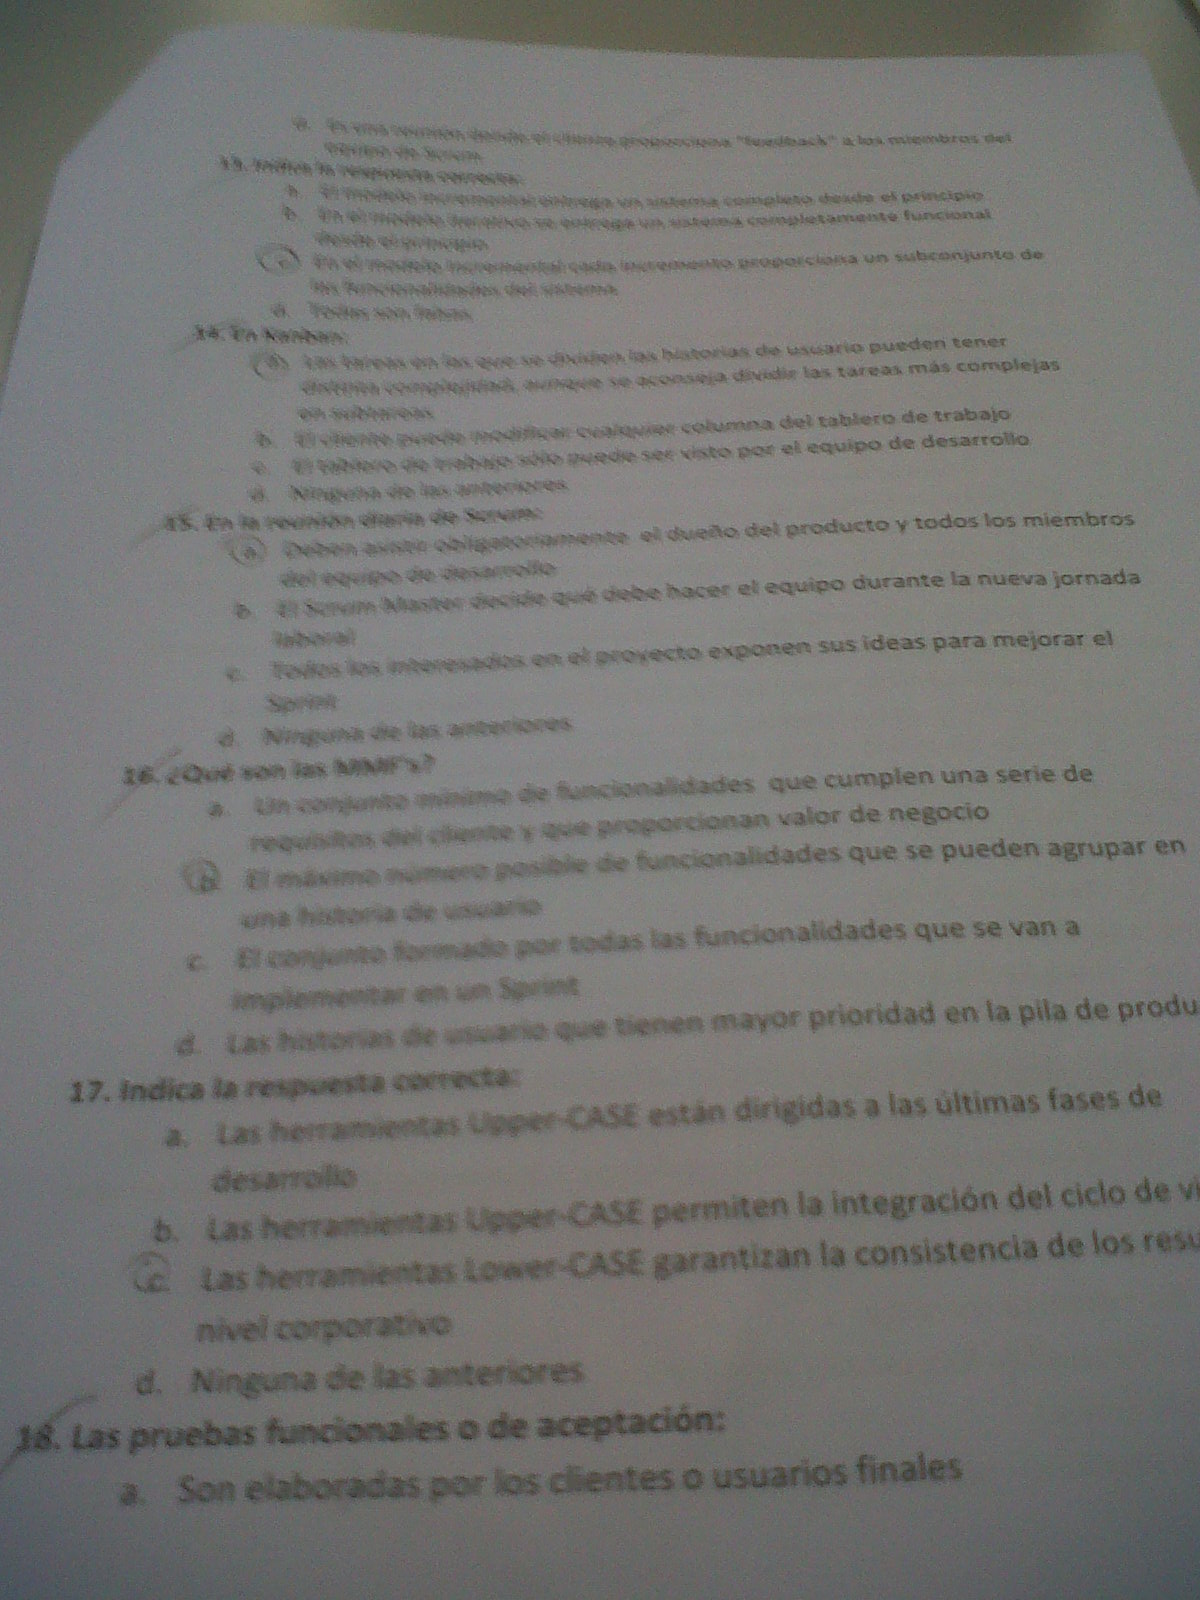 d. Es una reunión donde el cliente proporciona "feedback" a los miembros del
equipo de Scrum
13. Indica la respuesta correcta:
a. El modelo incremental entrega un sistema completo desde el principio
b. En el modelo iterativo se entrega un sistema completamente funcional
desde el principio
c. En el modelo incremental cada incremento proporciona un subconjunto de
las funcionalidades del sistema
d. Todas son falsas
14. En Kanban:
a. Las tareas en las que se dividen las historias de usuario pueden tener
distinta complejidad, aunque se aconseja dividir las tareas más complejas
en subtareas
b. El cliente puede modificar cualquier columna del tablero de trabajo
c. El tablero de trabajo sólo puede ser visto por el equipo de desarrollo
d. Ninguna de las anteriores
15. En la reunión diaria de Scrum:
a. Deben asistir obligatoriamente el dueño del producto y todos los miembros
del equipo de desarrollo
b. El Scrum Master decide qué debe hacer el equipo durante la nueva jornada
laboral
c. Todos los interesados en el proyecto exponen sus ideas para mejorar el
Sprint
d. Ninguna de las anteriores
16. ¿Qué son las MMF's?
a. Un conjunto mínimo de funcionalidades que cumplen una serie de
requisitos del cliente y que proporcionan valor de negocio
b. El máximo número posible de funcionalidades que se pueden agrupar en
una historia de usuario
c. El conjunto formado por todas las funcionalidades que se van a
implementar en un Sprint
d. Las historias de usuario que tienen mayor prioridad en la pila de produ
17. Indica la respuesta correcta:
a. Las herramientas Upper-CASE están dirigidas a las últimas fases de
desarrollo
b. Las herramientas Upper-CASE permiten la integración del ciclo de vi
c. Las herramientas Lower-CASE garantizan la consistencia de los resu
nivel corporativo
d. Ninguna de las anteriores
18. Las pruebas funcionales o de aceptación:
a. Son elaboradas por los clientes o usuarios finales